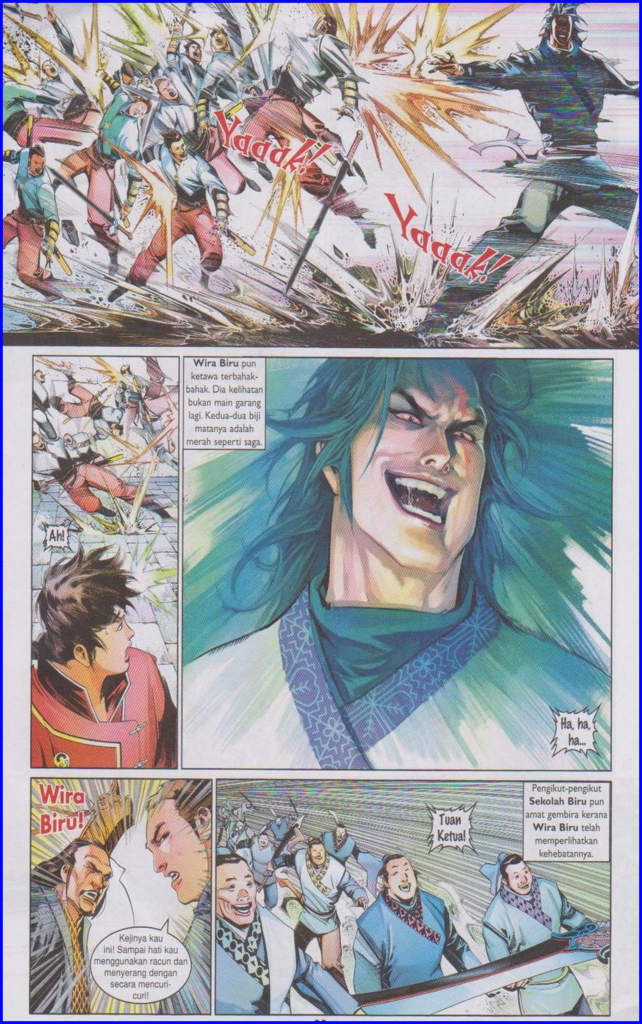 Yaaak!
Yaaak!
Wira Biru pun
ketawa terbahak-
bahak. Dia kelihatan
bukan main garang
lagi. Kedua-dua biji
matanya adalah
merah seperti saga.
Ah!
Ha, ha,
ha...
Wira
Biru!
Kejinya kau
ini! Sampai hati kau
menggunakan racun dan
menyerang dengan
secara mencuri-
curi!
Tuan
Ketua!
Pengikut-pengikut
Sekolah Biru pun
amat gembira kerana
Wira Biru telah
memperlihatkan
kehebatannya.